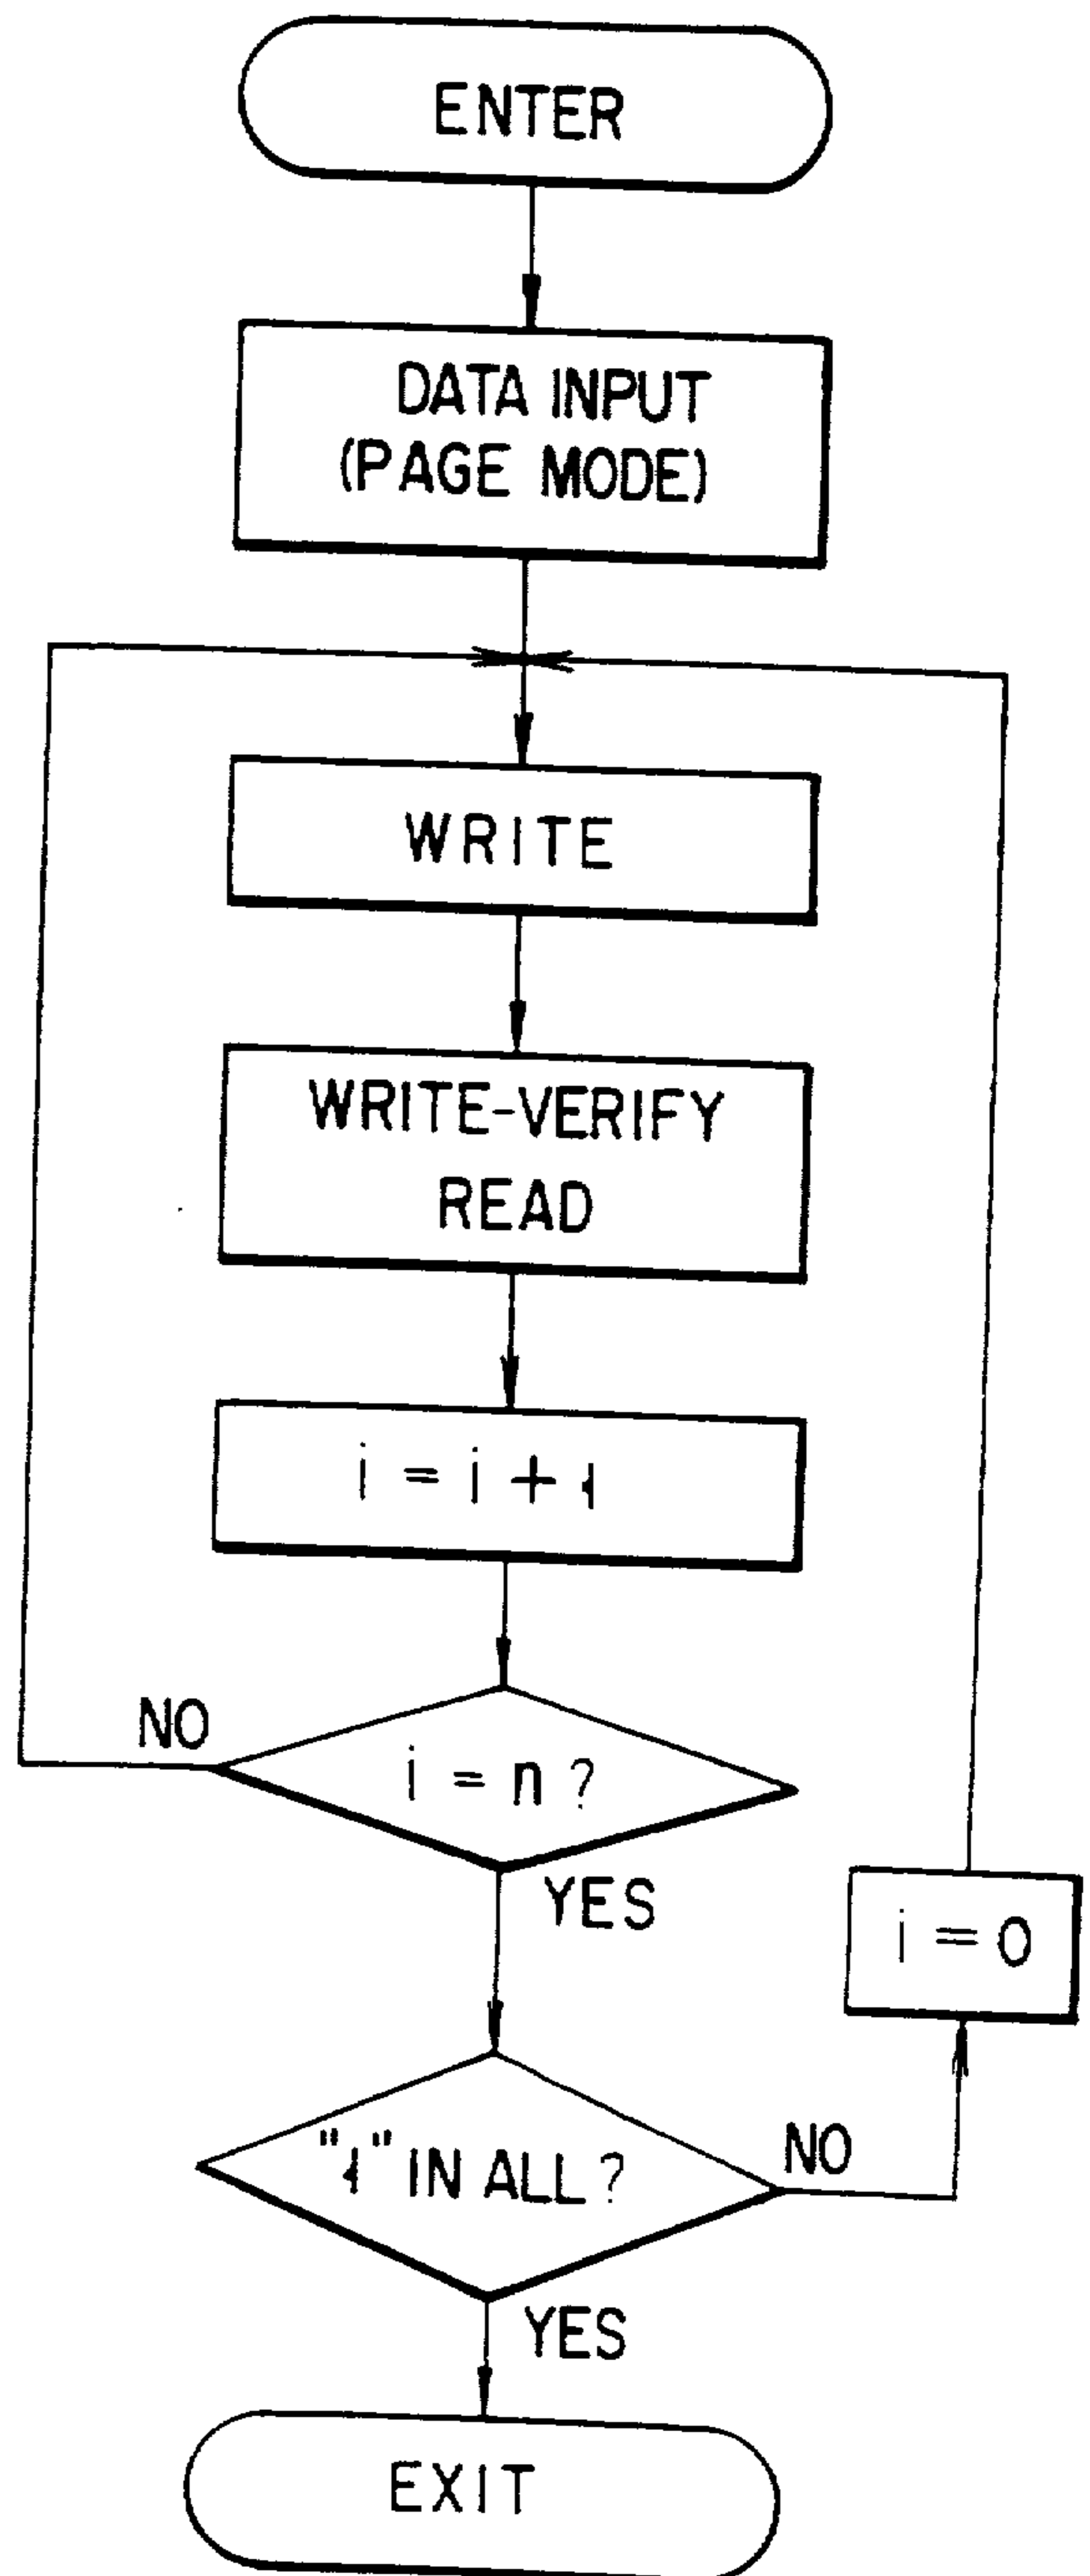 ENTER
DATA INPUT
(PAGE MODE)
WRITE
WRITE-VERIFY
READ
i = i + 1
NO
i = n ?
YES
i = 0
"1" IN ALL ?
NO
YES
EXIT